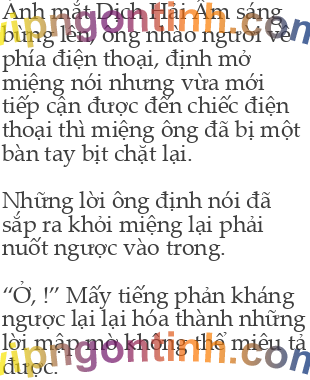 Ánh mắt Dịch Hải Âm sáng
bừng lên, ông nhào người về
phía điện thoại, định mở
miệng nói nhưng vừa mới
tiếp cận được đến chiếc điện
thoại thì miệng ông đã bị một
bàn tay bịt chặt lại.
Những lời ông định nói đã
sắp ra khỏi miệng lại phải
nuốt ngược vào trong.
“Ở, !” Mấy tiếng phản kháng
ngược lại lại hóa thành những
lời mập mờ không thể miêu tả
được.
vipngontinh.com
vipngontinh.com